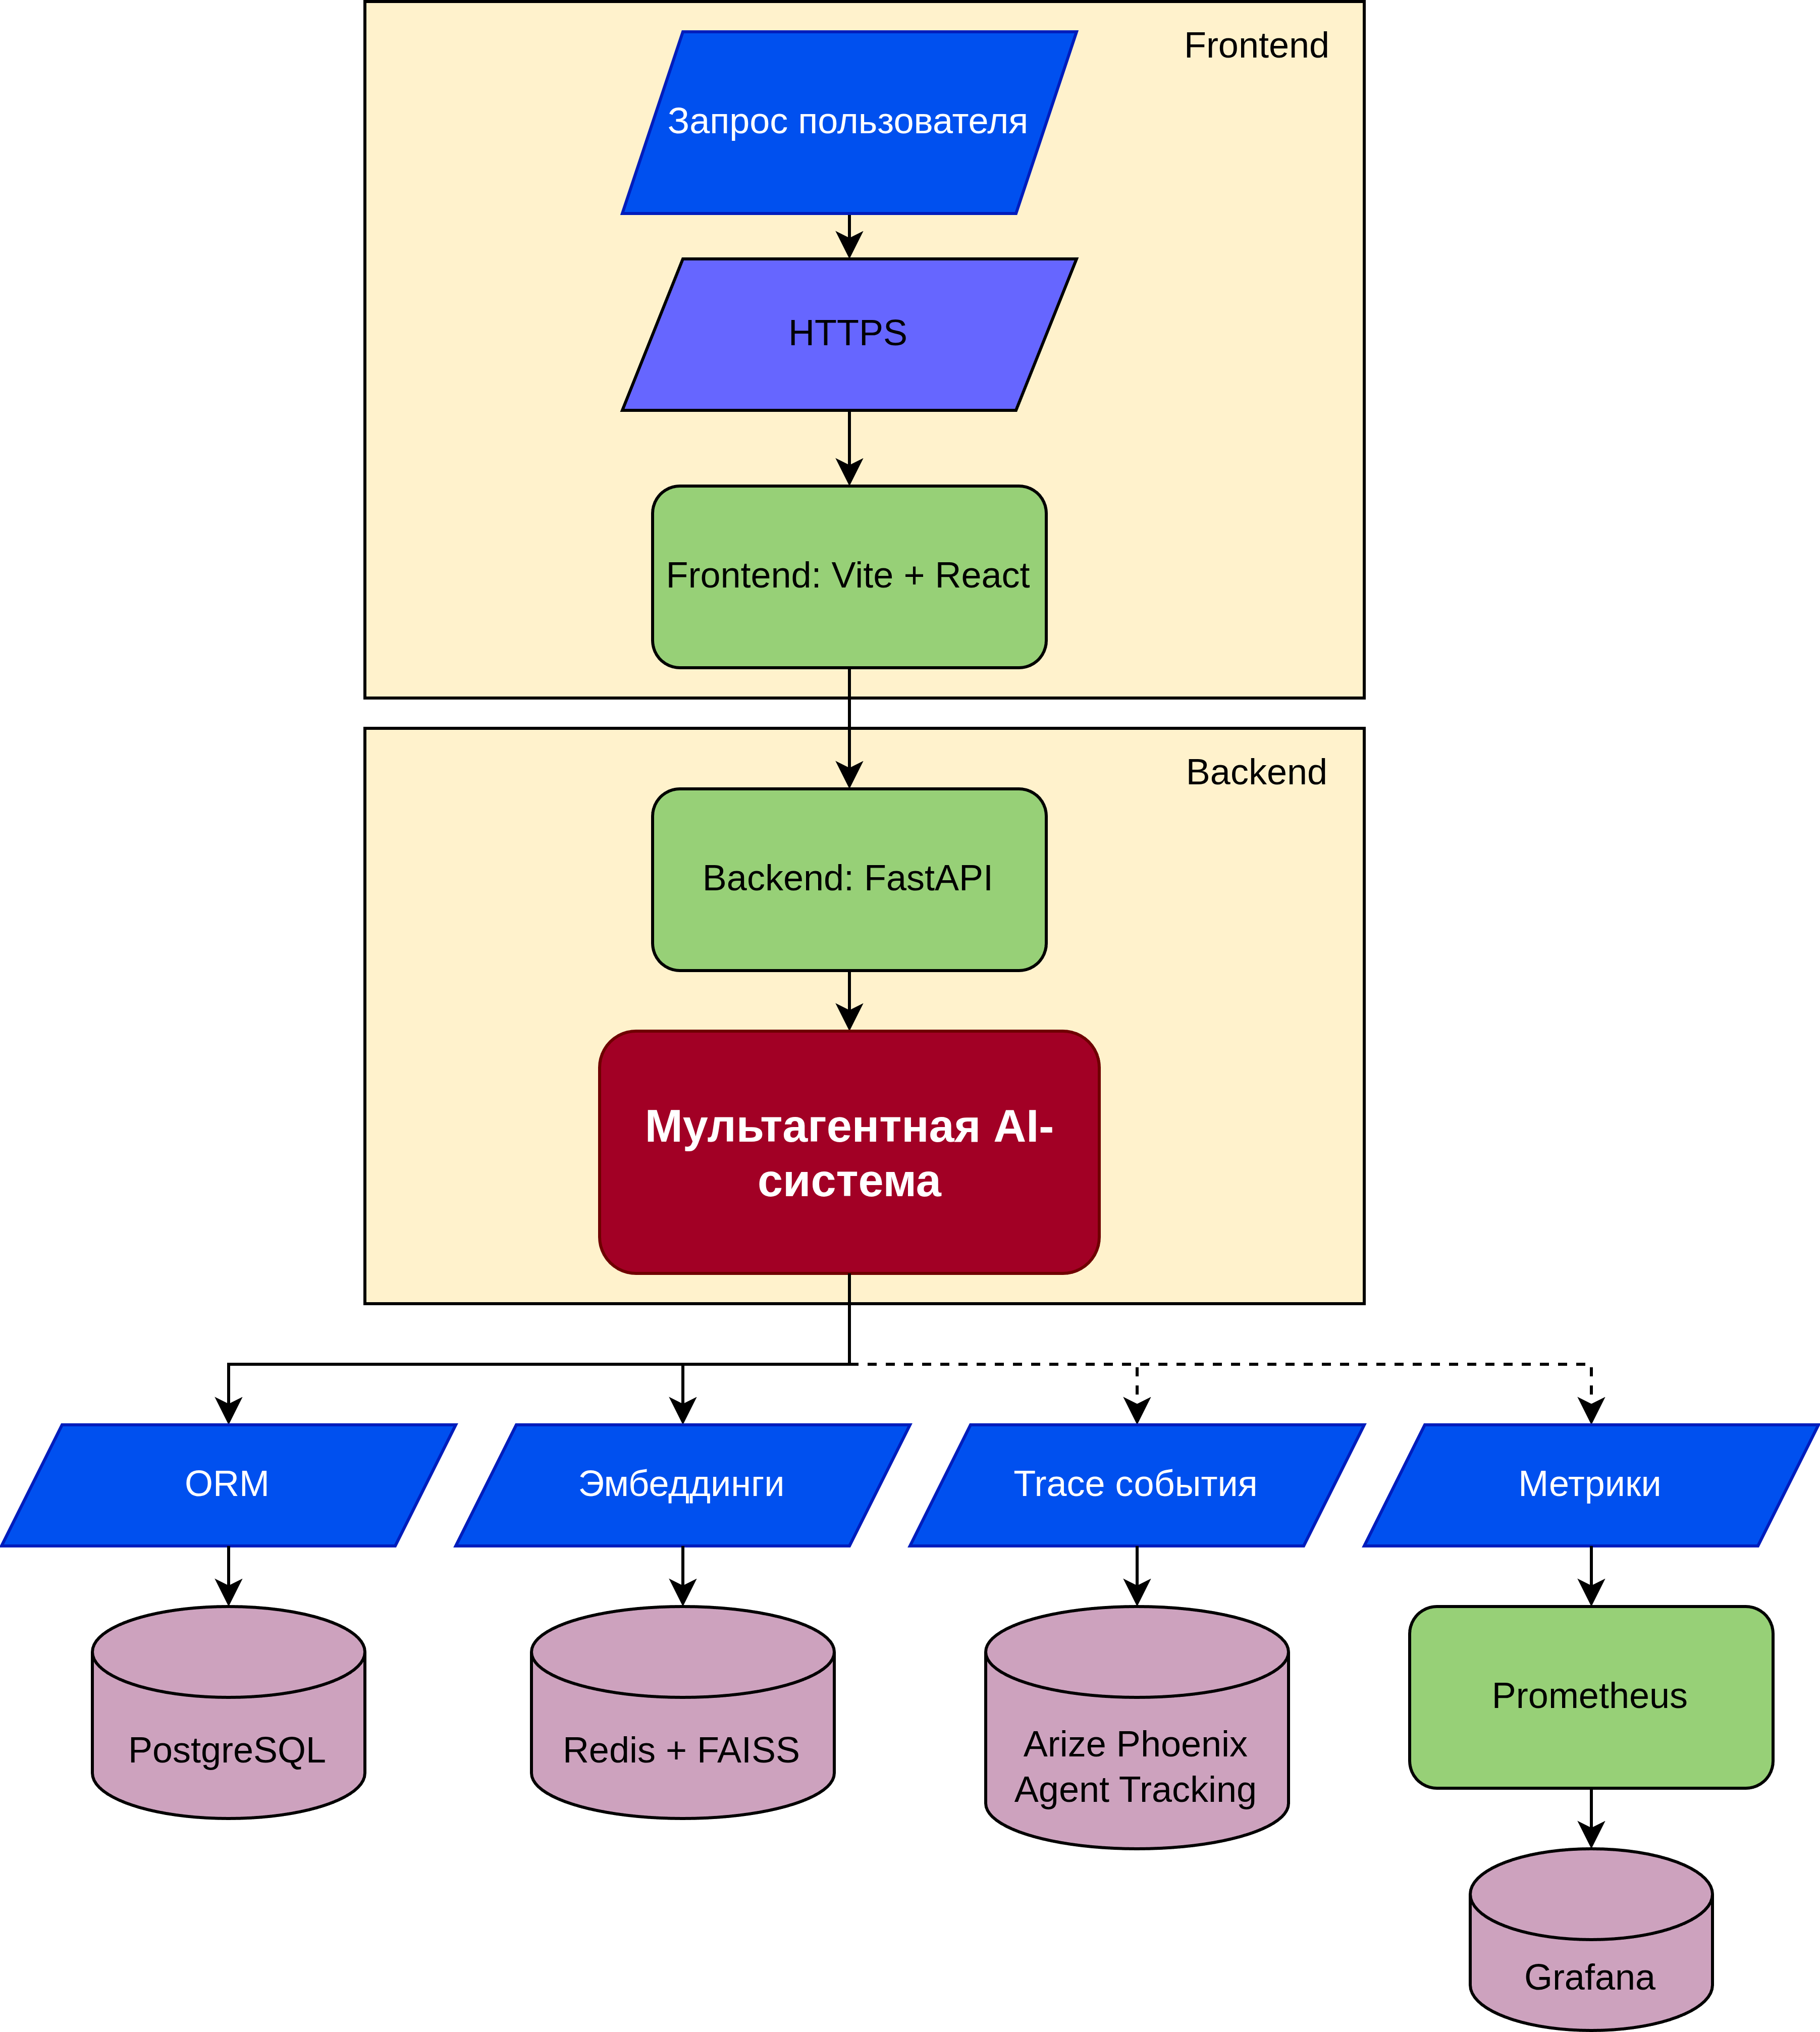 Frontend
Запрос пользователя
HTTPS
Frontend: Vite + React
Backend
Backend: FastAPI
Мультагентная AI-
система
ORM
Эмбеддинги
Trace события
Метрики
PostgreSQL
Redis + FAISS
Arize Phoenix
Agent Tracking
Prometheus
Grafana